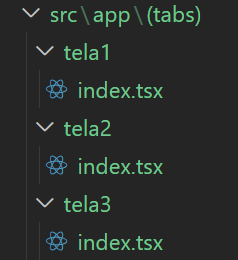 src\app\(tabs)
tela1
index.tsx
tela2
index.tsx
tela3
index.tsx